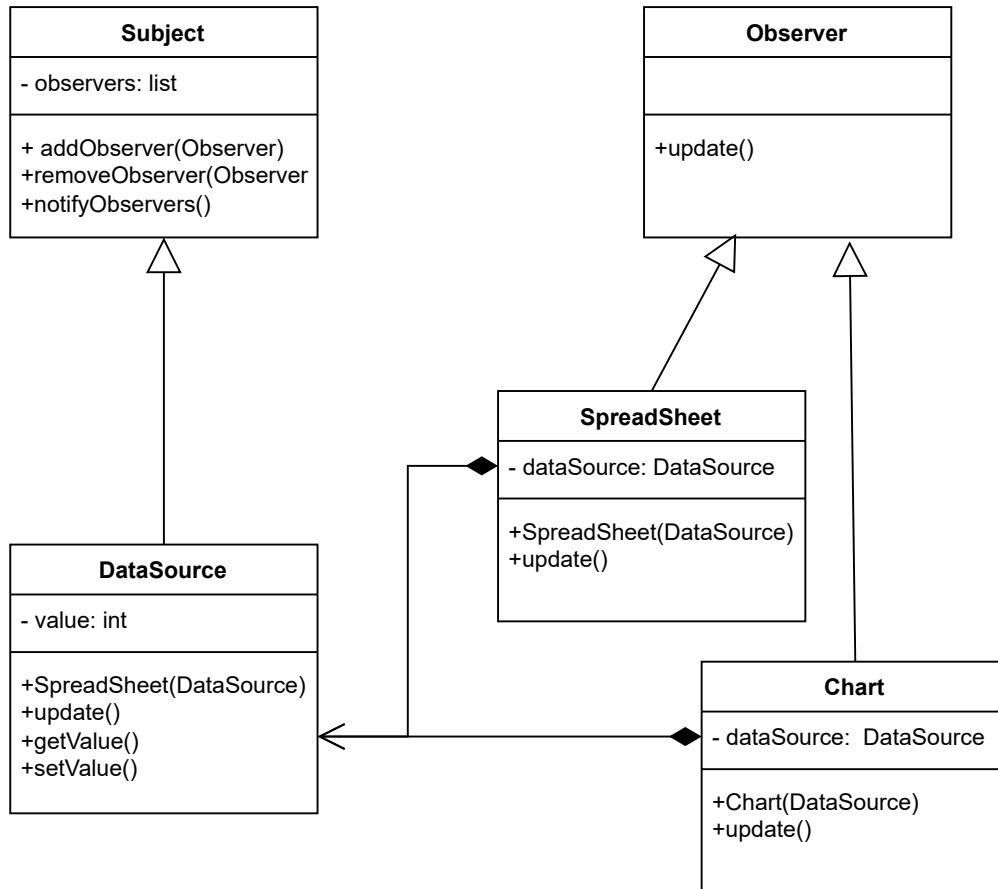 Subject
- observers: list
+ addObserver(Observer)
+removeObserver(Observer
+notifyObservers()
Observer
+update()
SpreadSheet
- dataSource: DataSource
+SpreadSheet(DataSource)
+update()
DataSource
- value: int
+SpreadSheet(DataSource)
+update()
+getValue()
+setValue()
Chart
- dataSource:  DataSource
+Chart(DataSource)
+update()